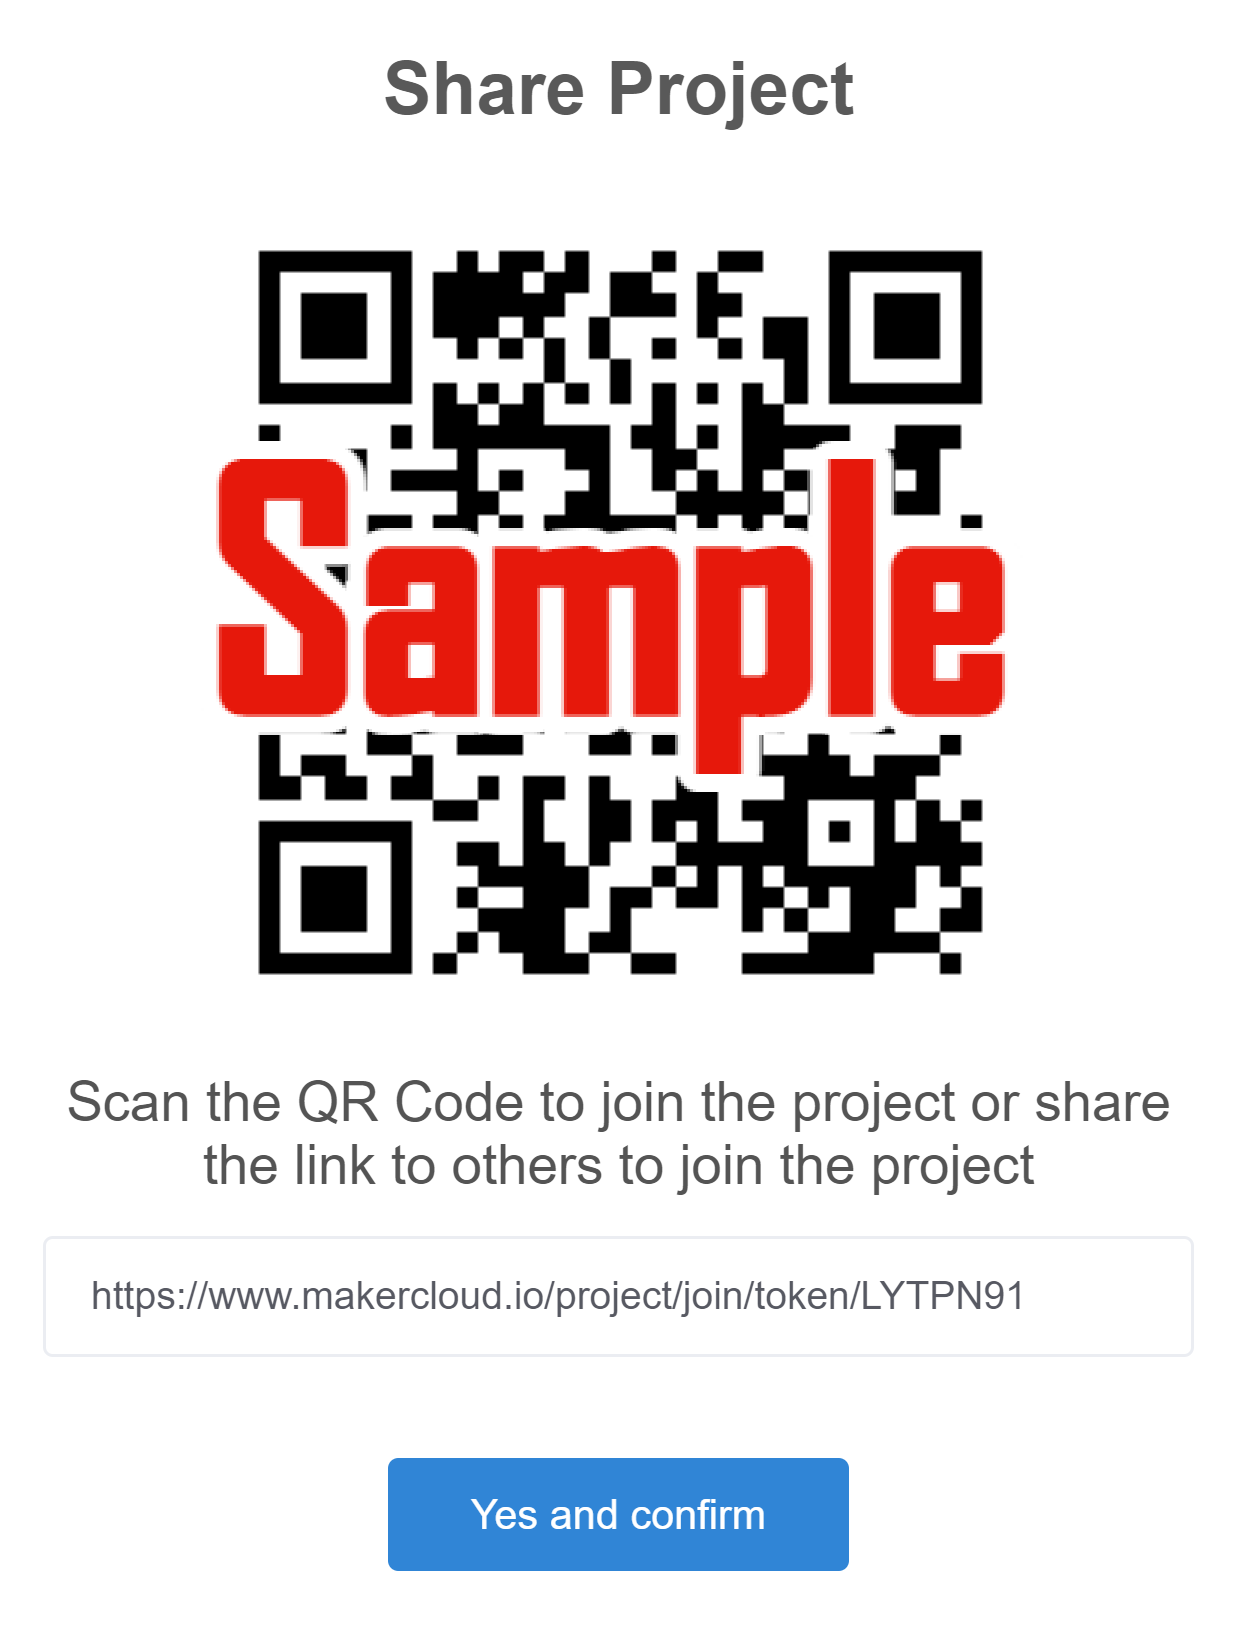 Share Project
Sample
Scan the QR Code to join the project or share
the link to others to join the project
https://www.makercloud.io/project/join/token/LYTPN91
Yes and confirm